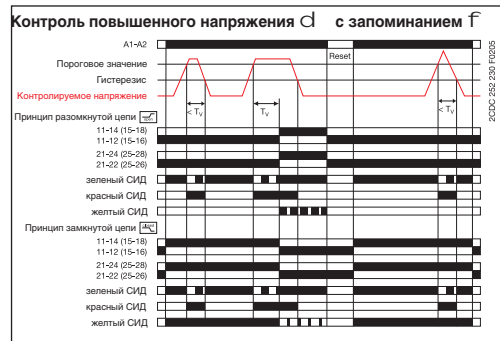 Контроль повышенного напряжения d с запоминанием f
A1-A2
Reset
Пороговое значение
Гистерезис
Контролируемое напряжение
< Tv
Tv
< Tv
Принцип разомкнутой цепи open
11-14 (15-18)
11-12 (15-16)
21-24 (25-28)
21-22 (25-26)
зеленый СИД
красный СИД
желтый СИД
Принцип замкнутой цепи closed
11-14 (15-18)
11-12 (15-16)
21-24 (25-28)
21-22 (25-26)
зеленый СИД
красный СИД
желтый СИД
2CDC 252 230 F0205